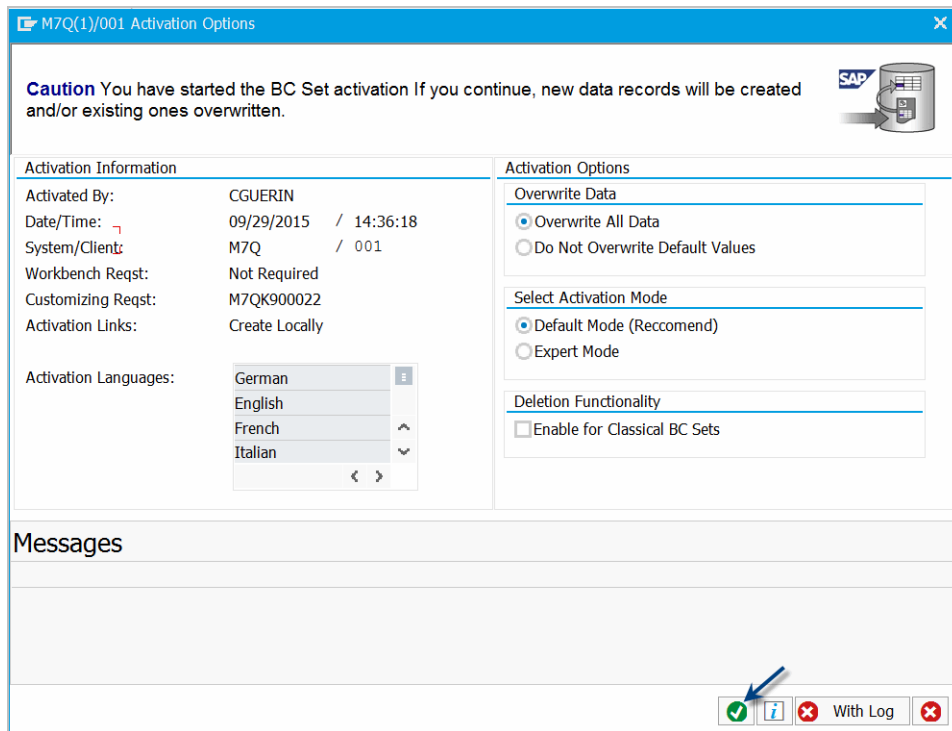 M7Q(1)/001 Activation Options
Caution You have started the BC Set activation If you continue, new data records will be created
and/or existing ones overwritten.
SAP
Activation Information
Activated By: CGUERIN
Date/Time: 09/29/2015 / 14:36:18
System/Client: M7Q / 001
Workbench Reqst: Not Required
Customizing Reqst: M7QK900022
Activation Links: Create Locally
Activation Languages: German
English
French
Italian
Activation Options
Overwrite Data
Overwrite All Data
Do Not Overwrite Default Values
Select Activation Mode
Default Mode (Reccomend)
Expert Mode
Deletion Functionality
Enable for Classical BC Sets
Messages
i With Log